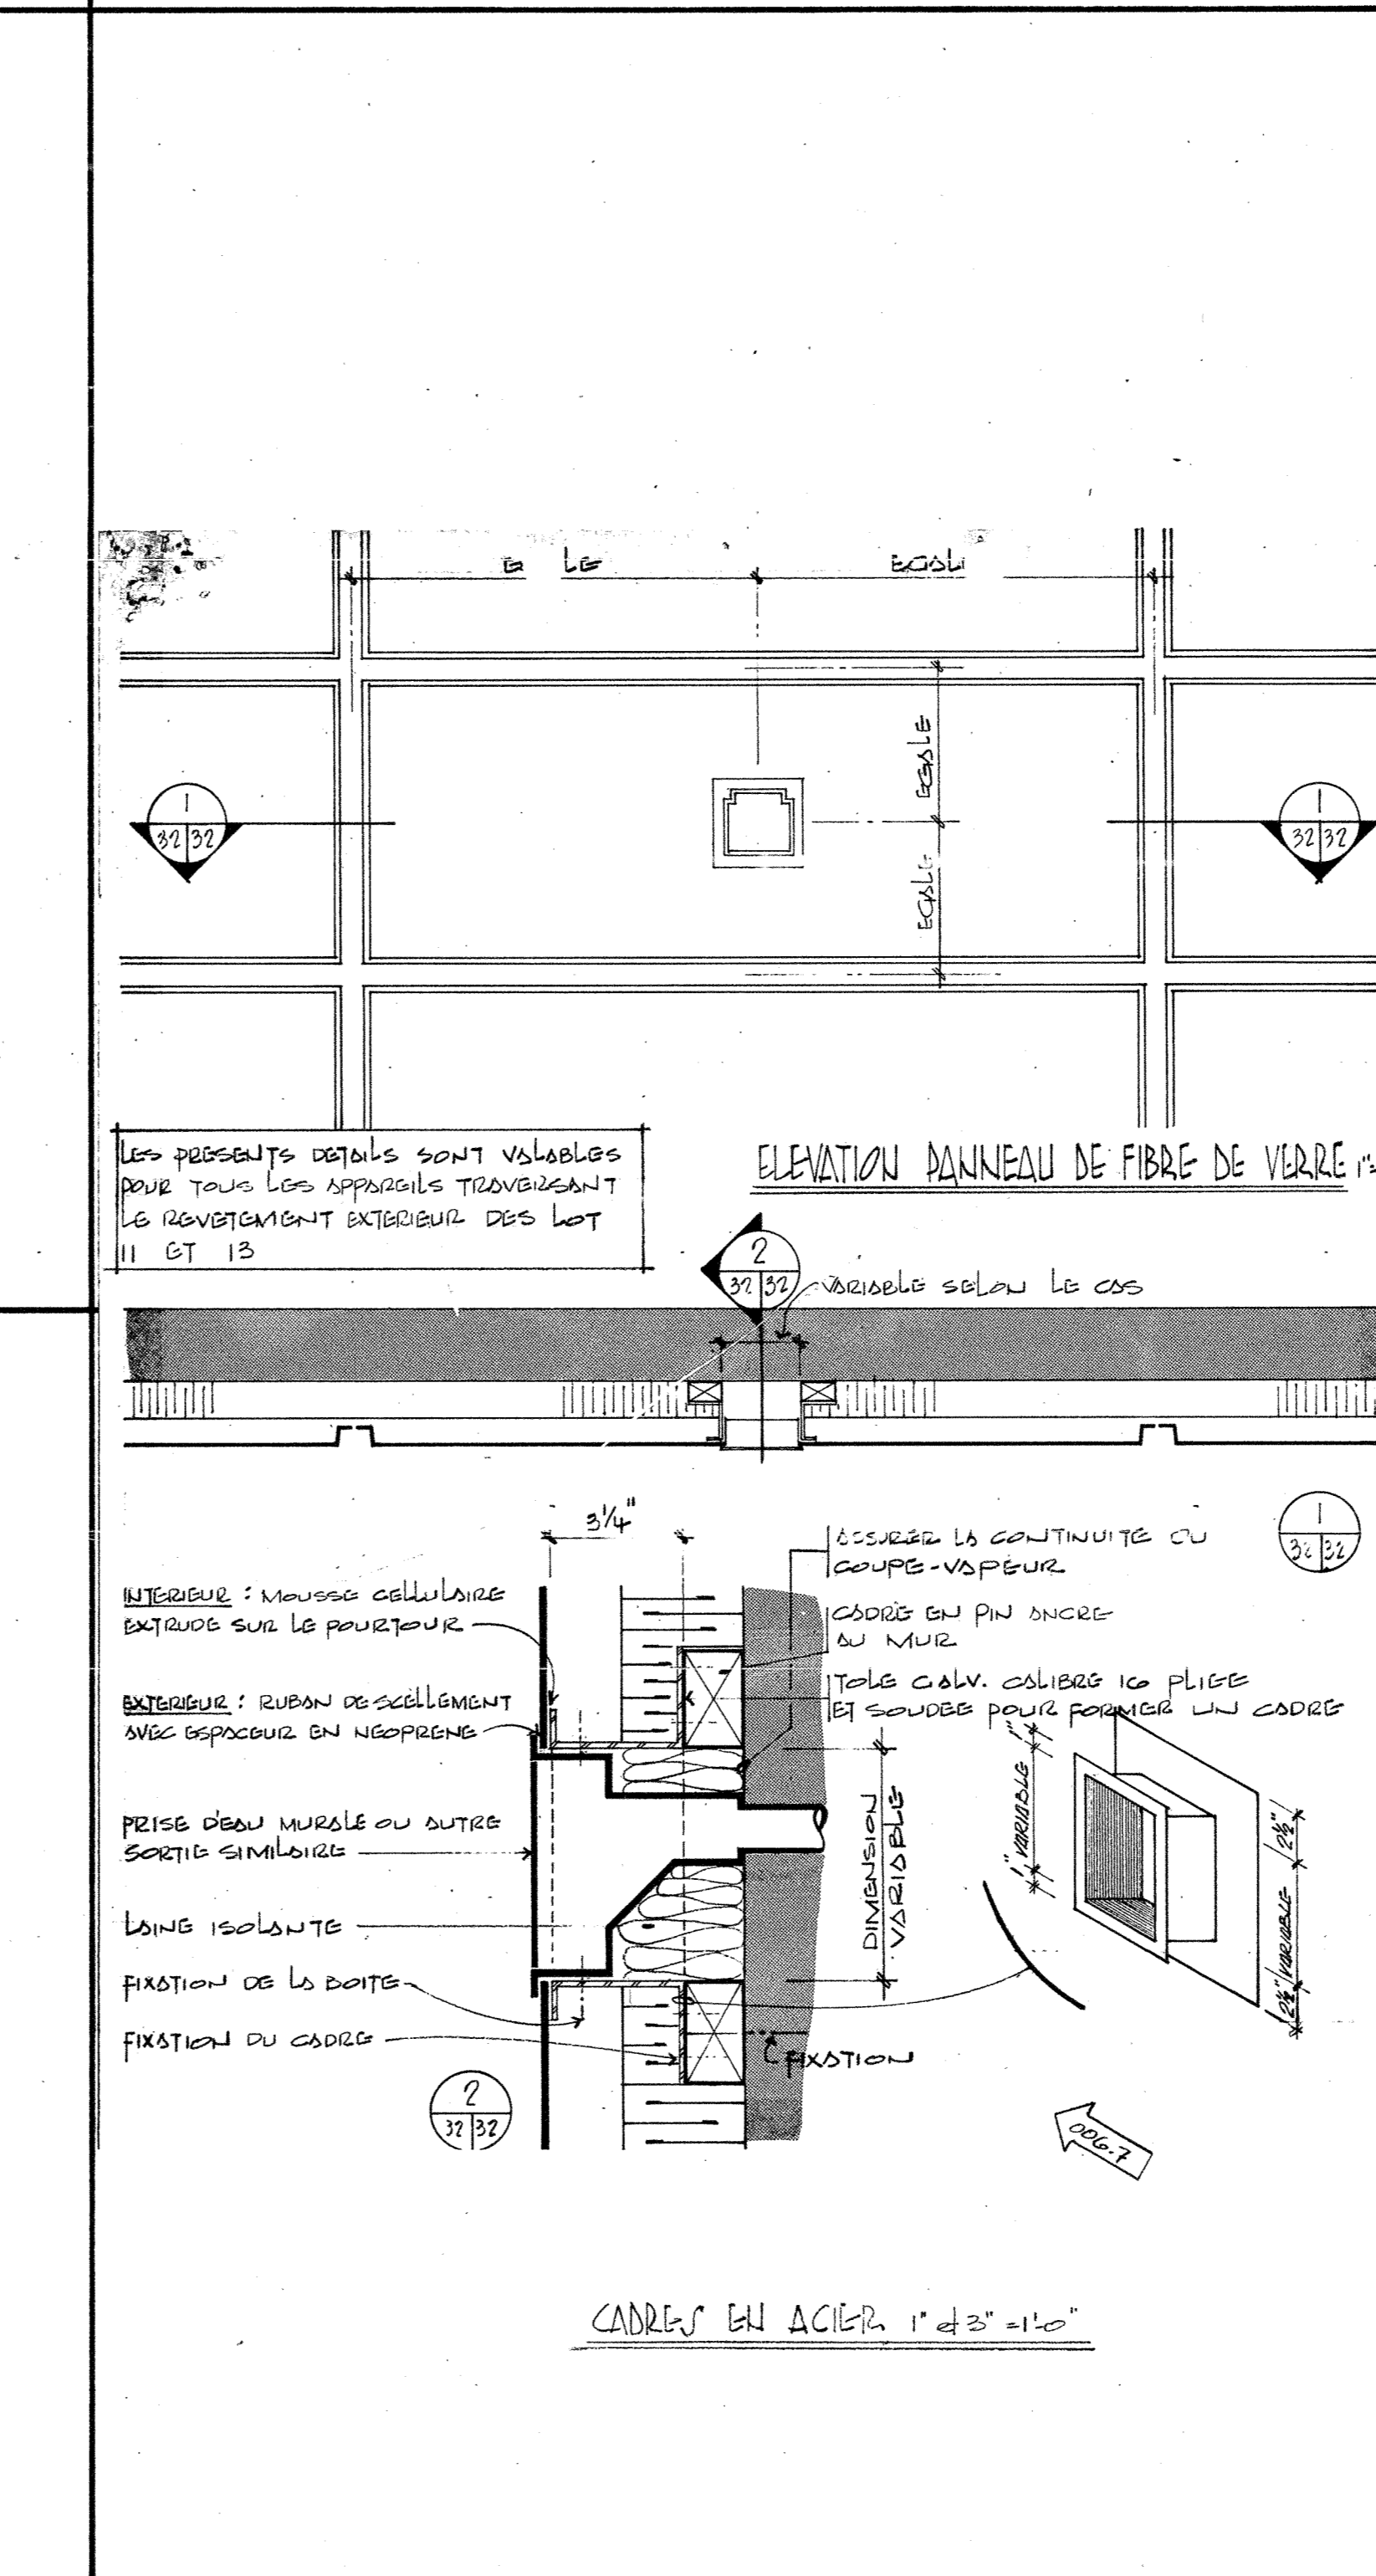 LE
EGALE
EGALE
1
32 32
1
32 32
LES PRESENTS DETAILS SONT VALABLES
POUR TOUS LES APPAREILS TRAVERSANT
LE REVETEMENT EXTERIEUR DES LOT
11 ET 13
ELEVATION PANNEAU DE FIBRE DE VERRE 1"=
2
32 32
VARIABLE SELON LE CAS
3 1/4"
1
32 32
ASSURER LA CONTINUITE DU
COUPE-VAPEUR
INTERIEUR : MOUSSE CELLULAIRE
EXTRUDE SUR LE POURTOUR
CADRE EN PIN ANCRE
AU MUR
TOLE GALV. CALIBRE 16 PLIEE
ET SOUDEE POUR FORMER UN CADRE
EXTERIEUR : RUBAN DE SCELLEMENT
AVEC ESPACEUR EN NEOPRENE
PRISE D'EAU MURALE OU AUTRE
SORTIE SIMILAIRE
DIMENSION
VARIABLE
1" VARIABLE 1"
2½" VARIABLE 2½"
LAINE ISOLANTE
FIXATION DE LA BOITE
FIXATION DU CADRE
FIXATION
2
32 32
006.7
CADRES EN ACIER 1" et 3" = 1'-0"